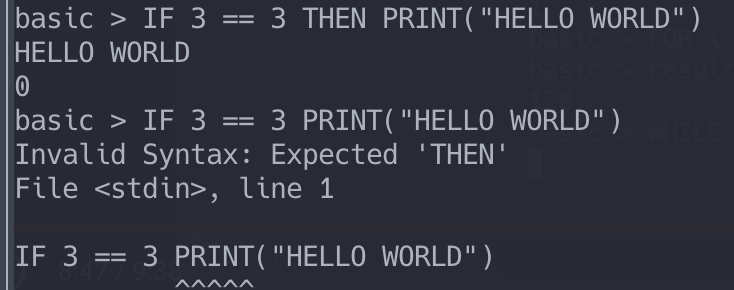 basic > IF 3 == 3 THEN PRINT("HELLO WORLD")
HELLO WORLD
0
basic > IF 3 == 3 PRINT("HELLO WORLD")
Invalid Syntax: Expected 'THEN'
File <stdin>, line 1
IF 3 == 3 PRINT("HELLO WORLD")
^^^^^